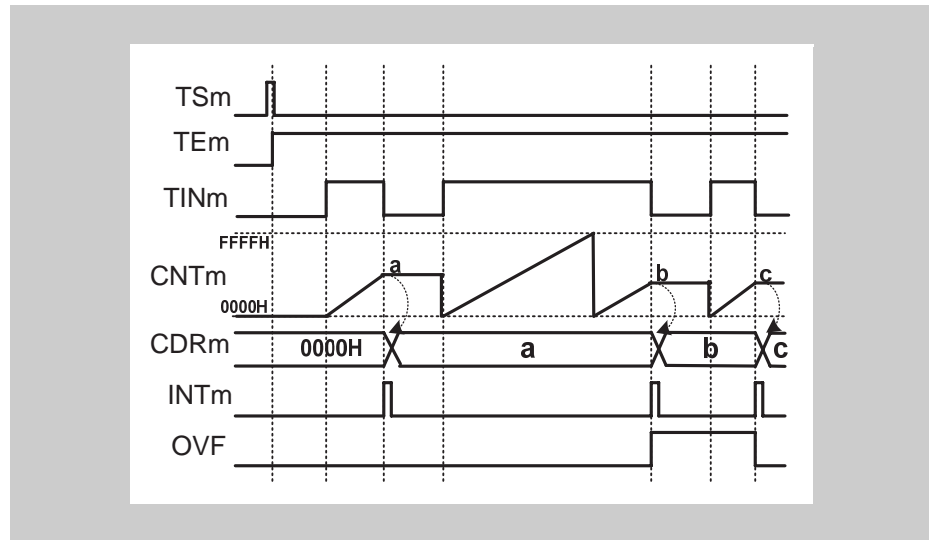 TSm
TEm
TINm
FFFFH
CNTm
a
b
c
0000H
CDRm
0000H a b c
INTm
OVF